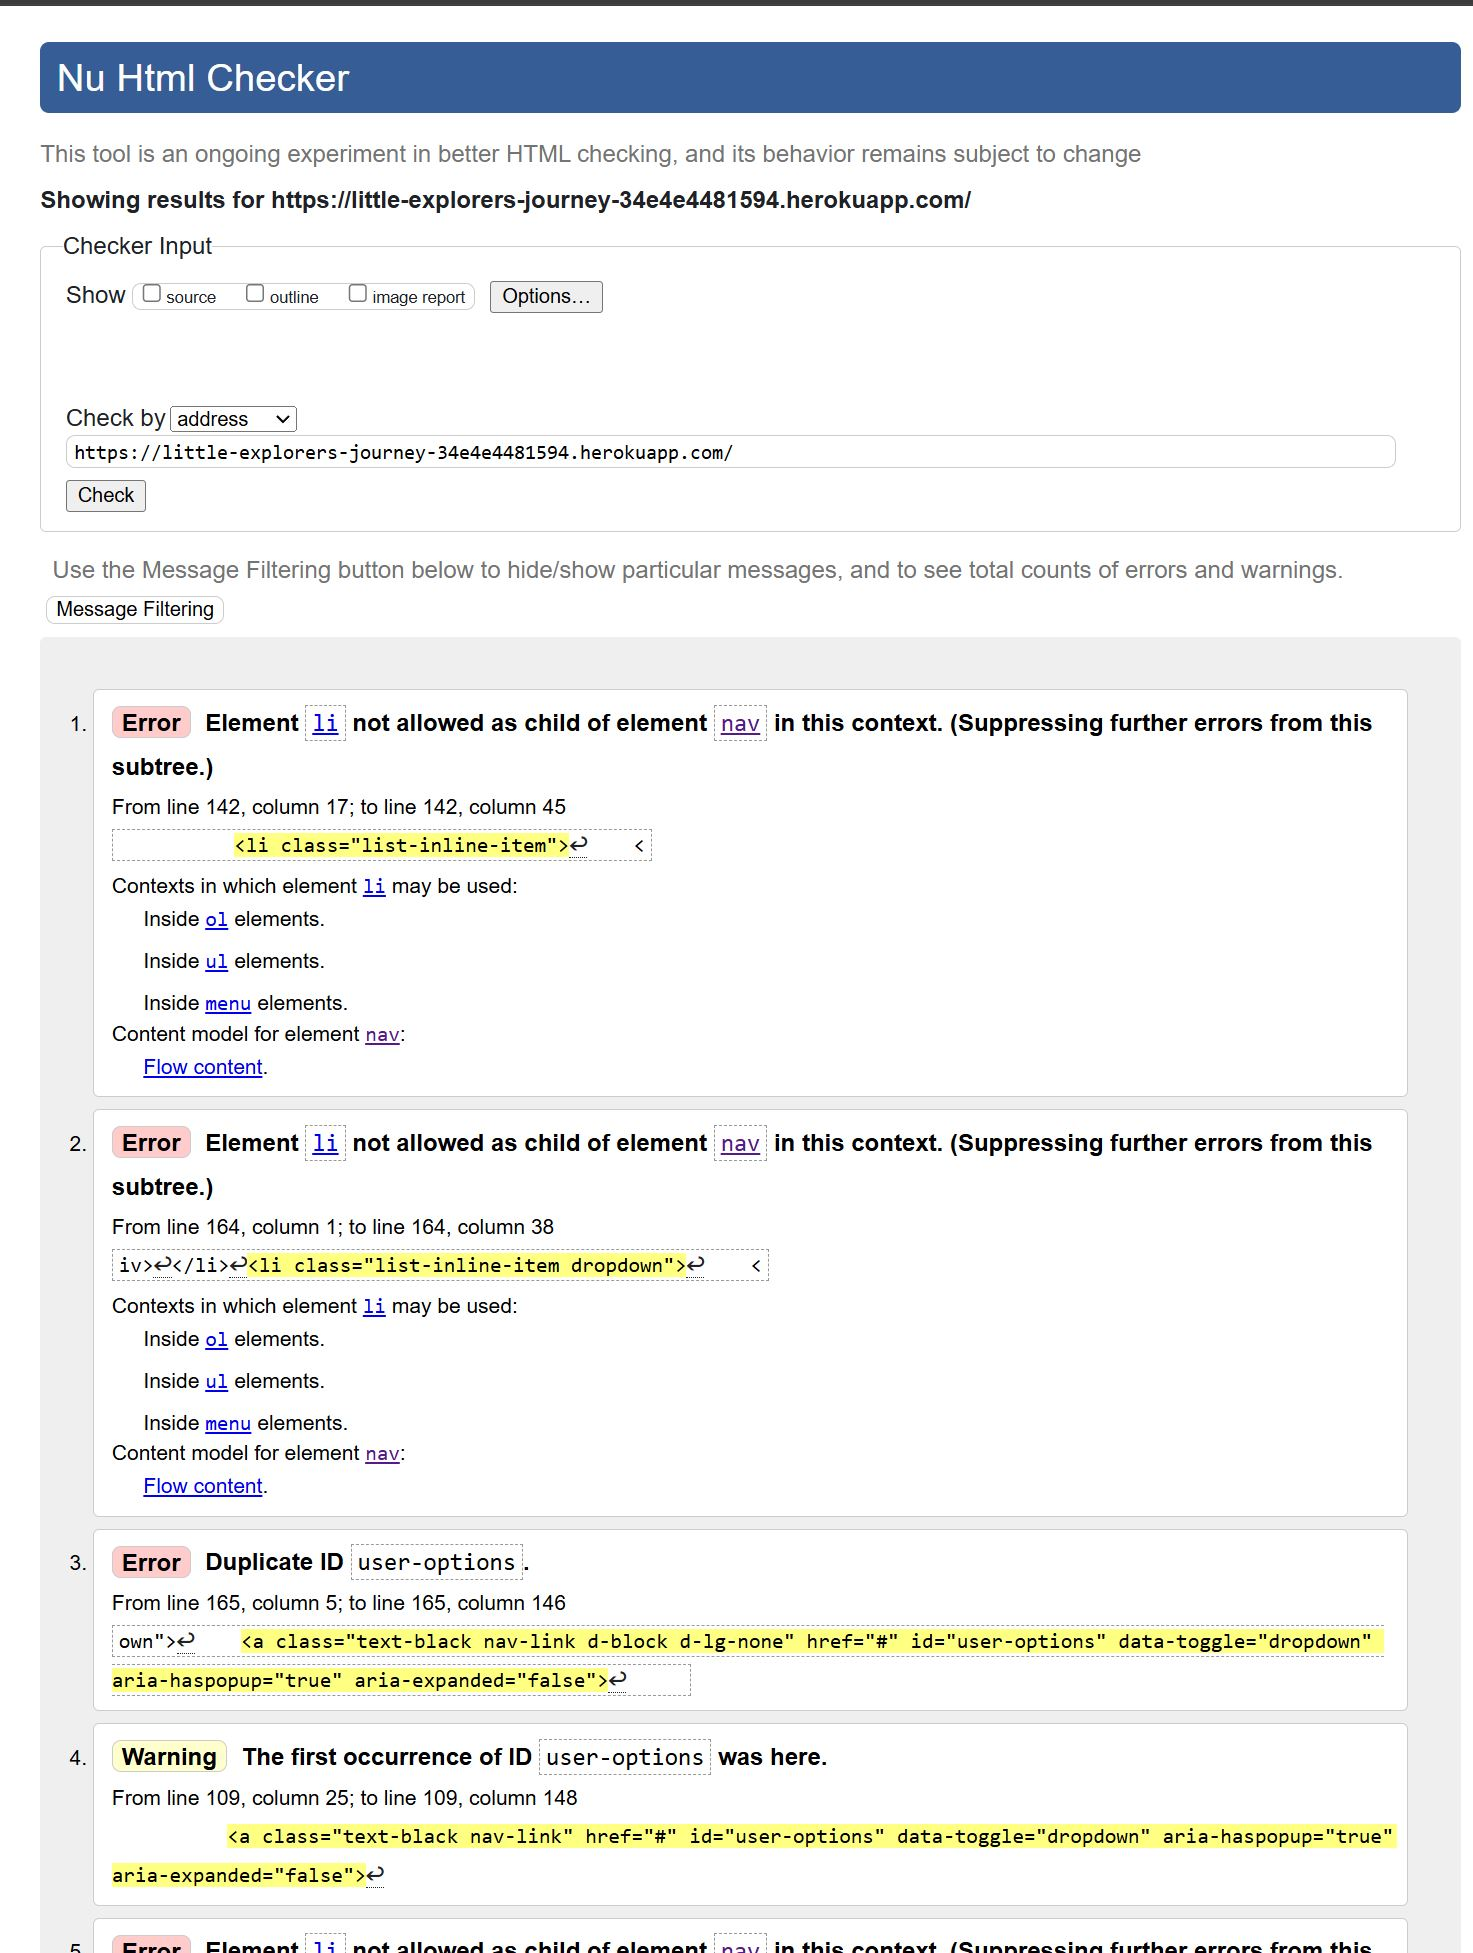 Nu Html Checker
This tool is an ongoing experiment in better HTML checking, and its behavior remains subject to change
Showing results for https://little-explorers-journey-34e4e4481594.herokuapp.com/
Checker Input
Show source outline image report Options...
Check by address
https://little-explorers-journey-34e4e4481594.herokuapp.com/
Check
Use the Message Filtering button below to hide/show particular messages, and to see total counts of errors and warnings.
Message Filtering
1. Error Element li not allowed as child of element nav in this context. (Suppressing further errors from this
subtree.)
From line 142, column 17; to line 142, column 45
<li class="list-inline-item">↩ <
Contexts in which element li may be used:
Inside ol elements.
Inside ul elements.
Inside menu elements.
Content model for element nav:
Flow content.
2. Error Element li not allowed as child of element nav in this context. (Suppressing further errors from this
subtree.)
From line 164, column 1; to line 164, column 38
iv>↩</li>↩<li class="list-inline-item dropdown">↩ <
Contexts in which element li may be used:
Inside ol elements.
Inside ul elements.
Inside menu elements.
Content model for element nav:
Flow content.
3. Error Duplicate ID user-options.
From line 165, column 5; to line 165, column 146
own">↩ <a class="text-black nav-link d-block d-lg-none" href="#" id="user-options" data-toggle="dropdown"
aria-haspopup="true" aria-expanded="false">↩
4. Warning The first occurrence of ID user-options was here.
From line 109, column 25; to line 109, column 148
<a class="text-black nav-link" href="#" id="user-options" data-toggle="dropdown" aria-haspopup="true"
aria-expanded="false">↩
5. Error Element li not allowed as child of element nav in this context. (Suppressing further errors from this